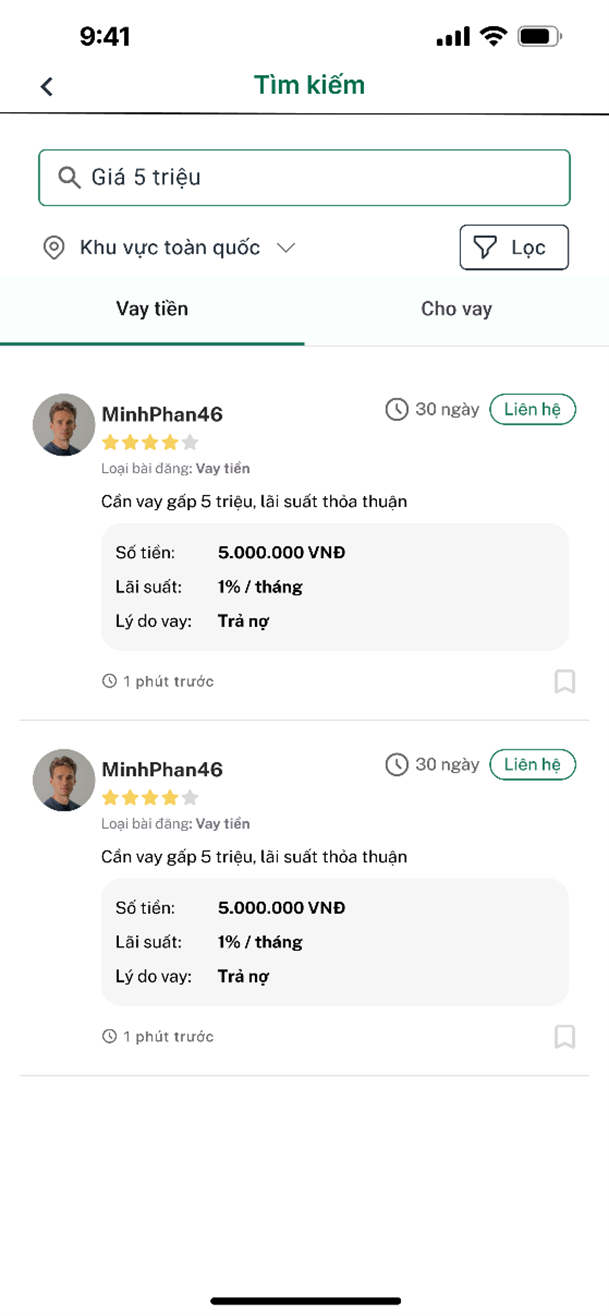 9:41
Tìm kiếm
Giá 5 triệu
Khu vực toàn quốc
Lọc
Vay tiền
Cho vay
MinhPhan46
30 ngày
Liên hệ
Loại bài đăng: Vay tiền
Cần vay gấp 5 triệu, lãi suất thỏa thuận
Số tiền: 5.000.000 VNĐ
Lãi suất: 1% / tháng
Lý do vay: Trả nợ
1 phút trước
MinhPhan46
30 ngày
Liên hệ
Loại bài đăng: Vay tiền
Cần vay gấp 5 triệu, lãi suất thỏa thuận
Số tiền: 5.000.000 VNĐ
Lãi suất: 1% / tháng
Lý do vay: Trả nợ
1 phút trước